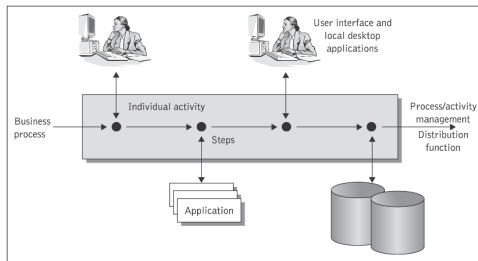 User interface and
local desktop
applications
Individual activity
Business
process
Process/activity
management
Distribution
function
Steps
Application